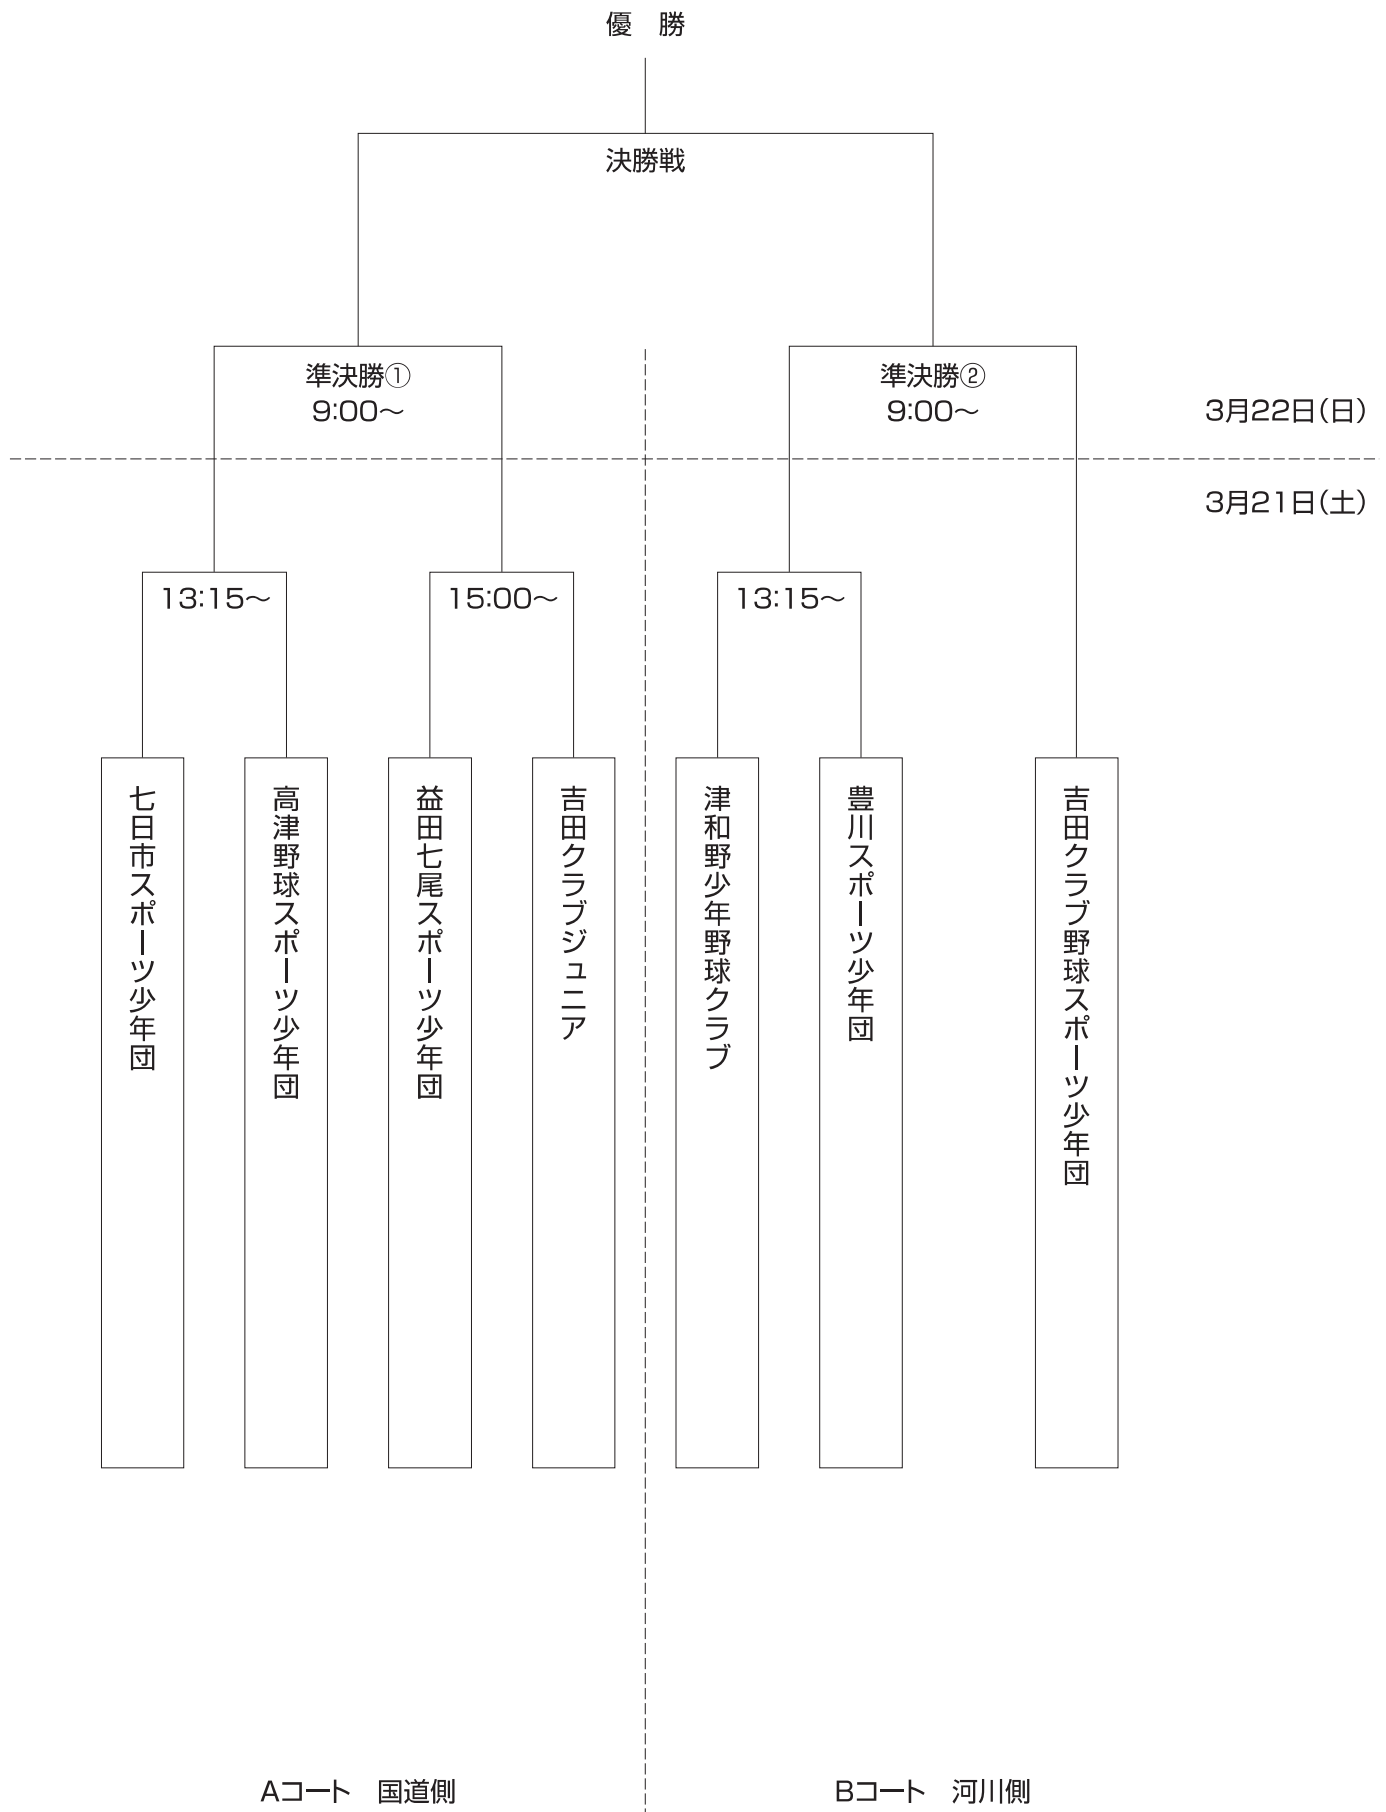 優　勝
決勝戦
準決勝①
9:00～
準決勝②
9:00～
3月22日(日)
3月21日(土)
13:15～
15:00～
13:15～
七日市スポーツ少年団
高津野球スポーツ少年団
益田七尾スポーツ少年団
吉田クラブジュニア
津和野少年野球クラブ
豊川スポーツ少年団
吉田クラブ野球スポーツ少年団
Aコート　国道側
Bコート　河川側